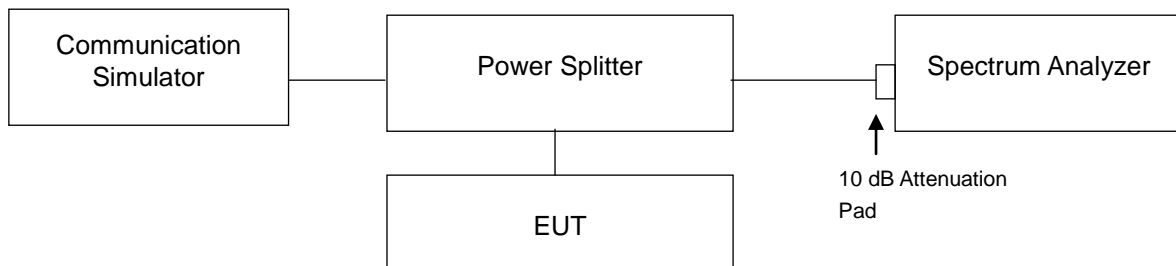 Communication
Simulator
Power Splitter
Spectrum Analyzer
10 dB Attenuation
Pad
EUT